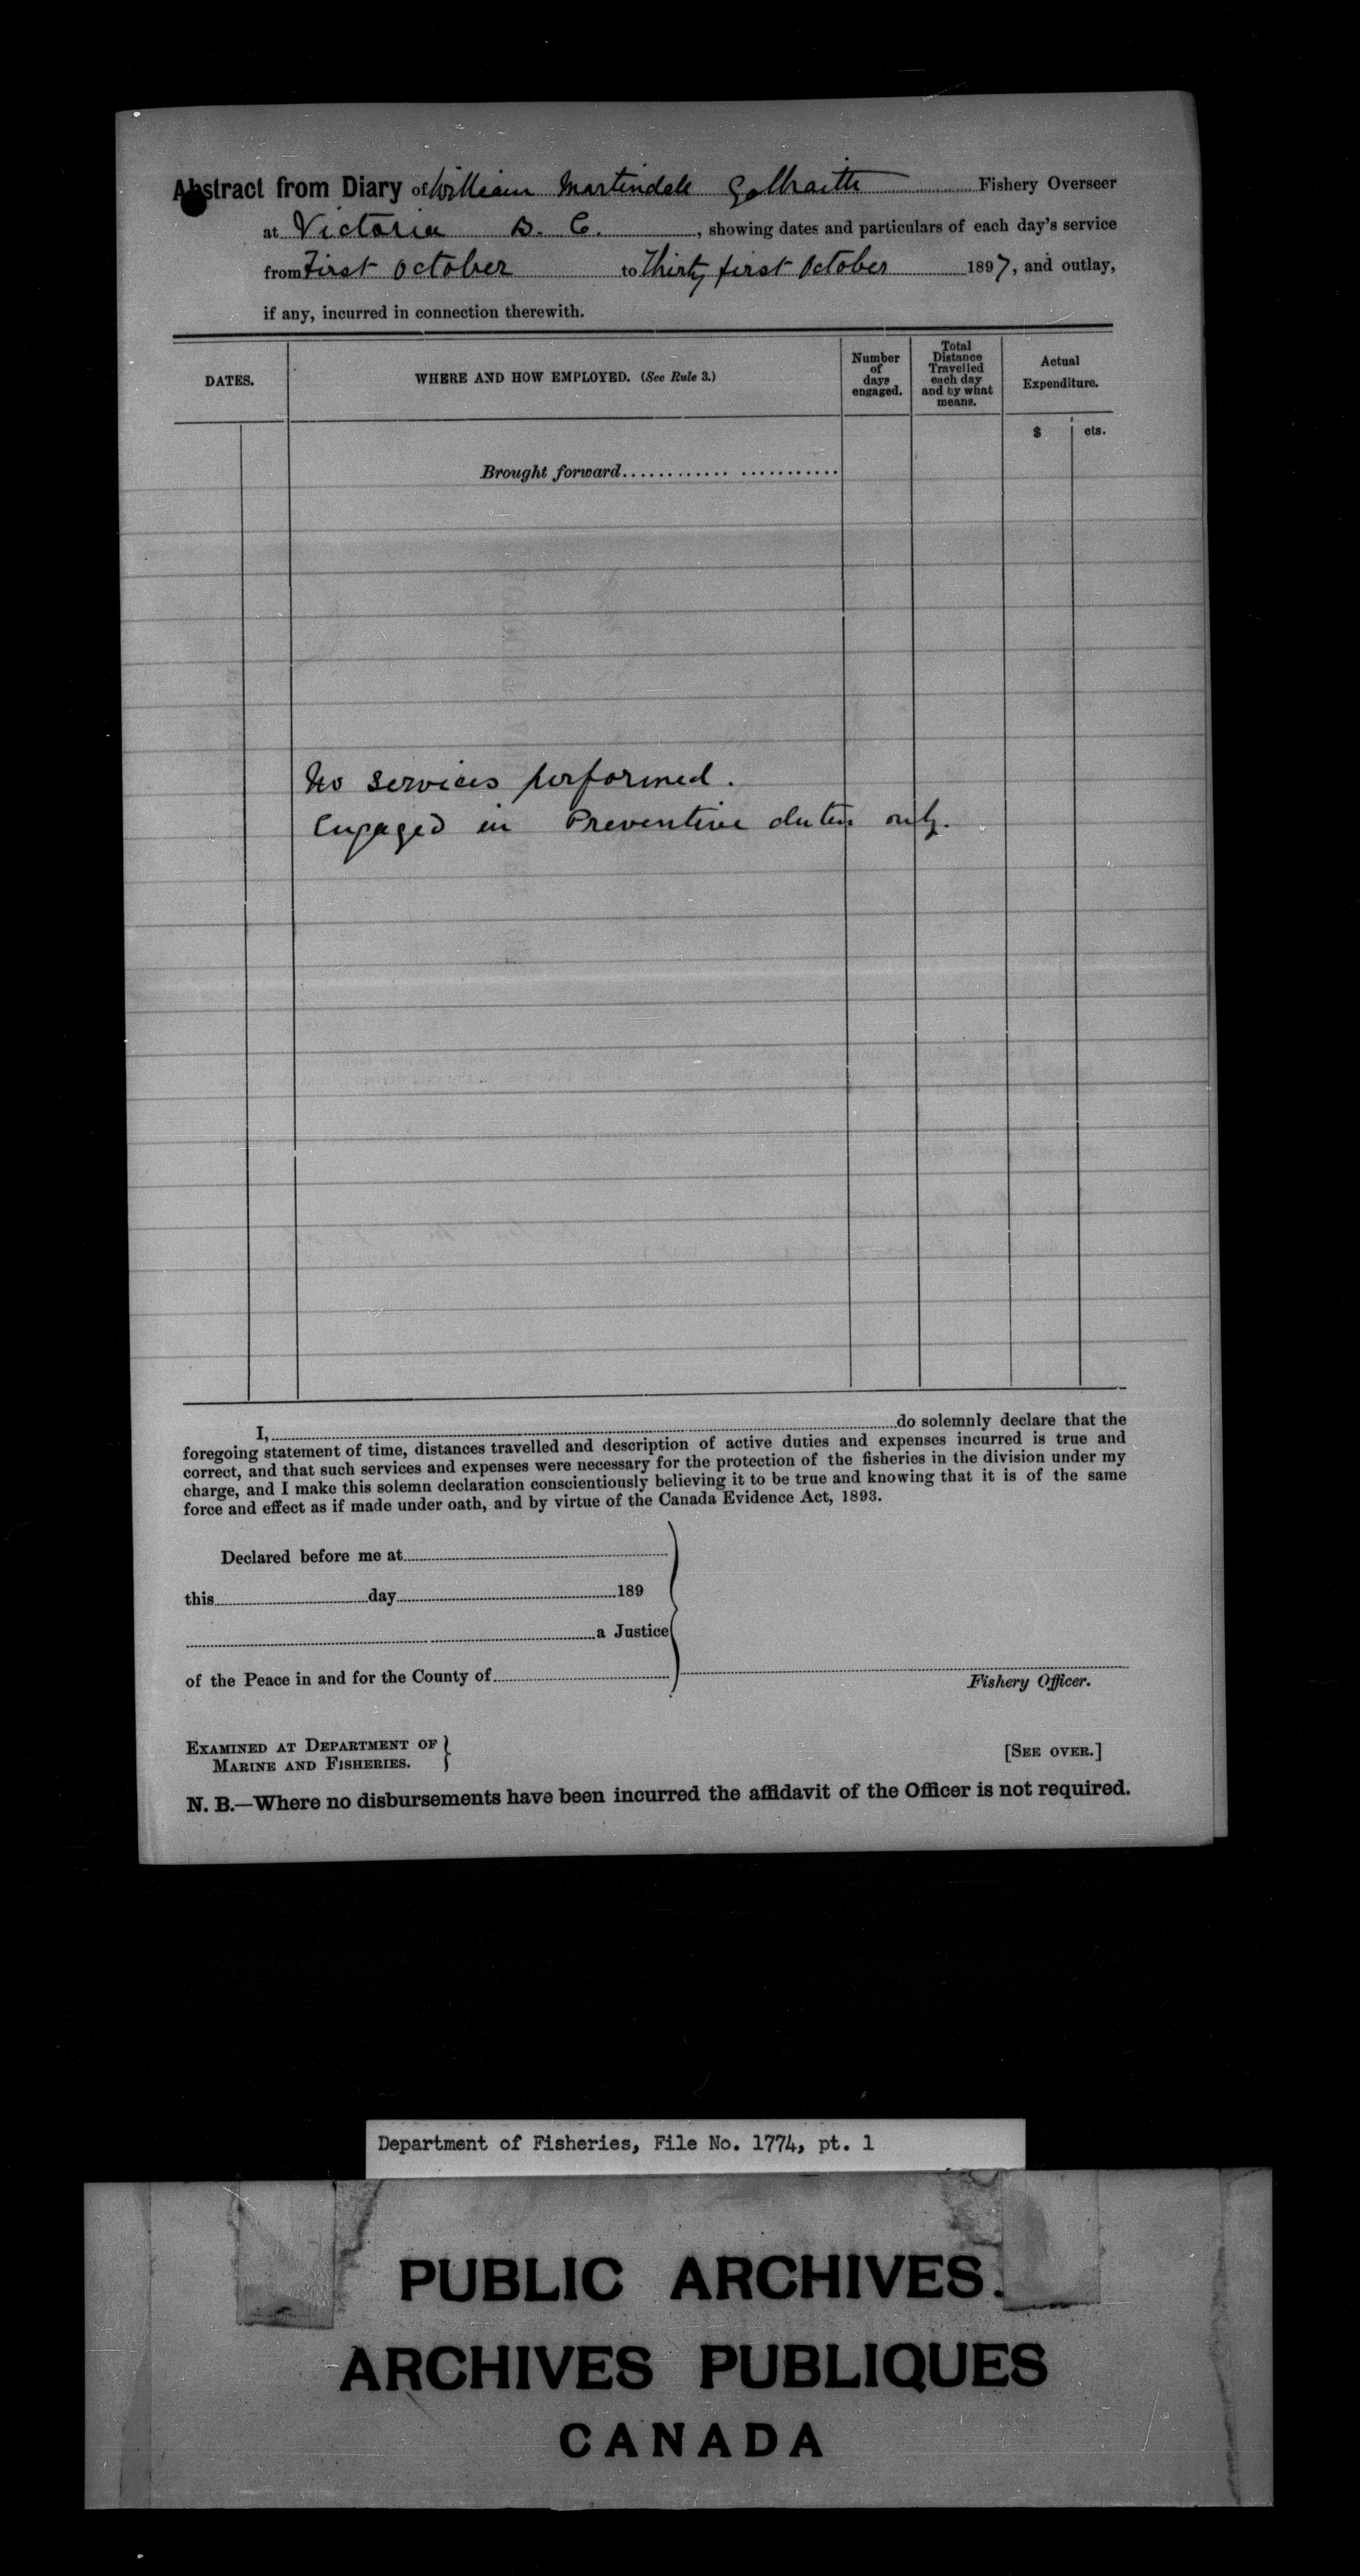 Abstract from Diary of William Martindale Galbraith Fishery Overseer
at Victoria B. C. , showing dates and particulars of each day's service
from First October to Thirty first October 1897, and outlay,
if any, incurred in connection therewith.
DATES.
WHERE AND HOW EMPLOYED. (See Rule 3.)
Number of days engaged.
Total Distance Travelled each day and by what means.
Actual Expenditure.
$ cts.
Brought forward
No services performed.
Engaged in Preventive duties only.
I, do solemnly declare that the
foregoing statement of time, distances travelled and description of active duties and expenses incurred is true and
correct, and that such services and expenses were necessary for the protection of the fisheries in the division under my
charge, and I make this solemn declaration conscientiously believing it to be true and knowing that it is of the same
force and effect as if made under oath, and by virtue of the Canada Evidence Act, 1893.
Declared before me at
this day 189
a Justice
of the Peace in and for the County of
Fishery Officer.
EXAMINED AT DEPARTMENT OF
MARINE AND FISHERIES.
[SEE OVER.]
N. B.—Where no disbursements have been incurred the affidavit of the Officer is not required.
Department of Fisheries, File No. 1774, pt. 1
PUBLIC ARCHIVES.
ARCHIVES PUBLIQUES
CANADA